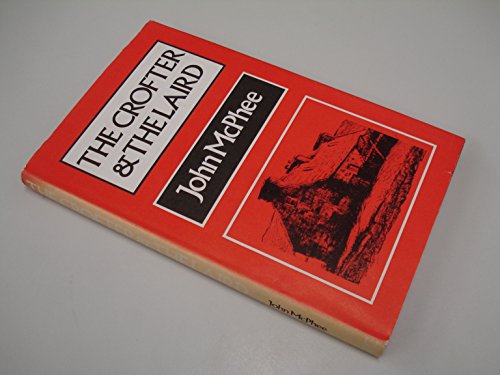 THE CROFTER
& THE LAIRD
John McPhee
John McPhee